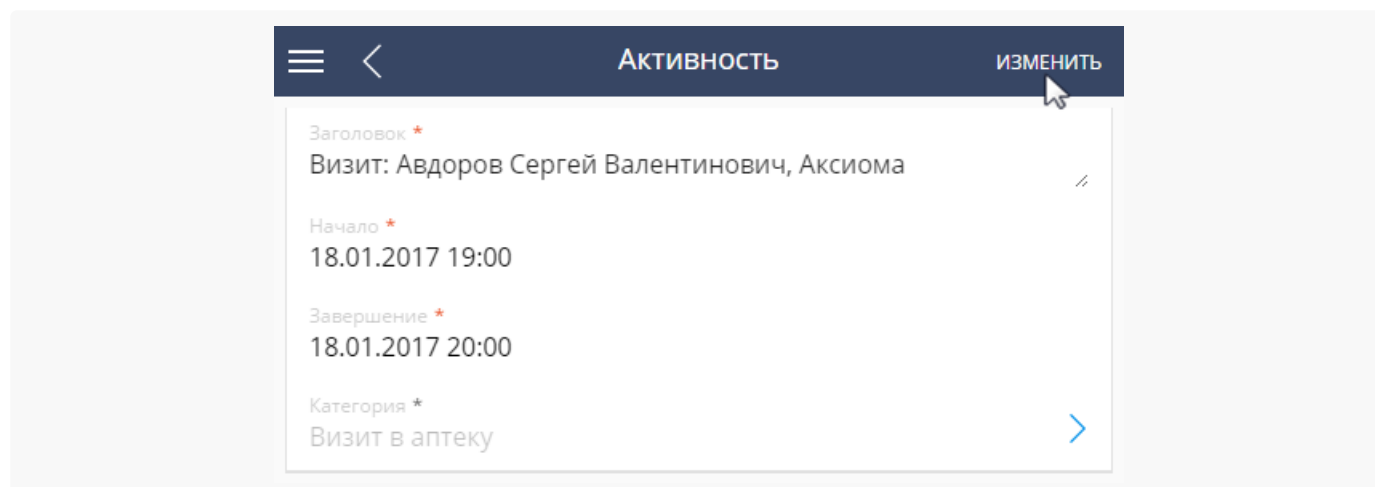 Активность
ИЗМЕНИТЬ
Заголовок *
Визит: Авдоров Сергей Валентинович, Аксиома
Начало *
18.01.2017 19:00
Завершение *
18.01.2017 20:00
Категория *
Визит в аптеку